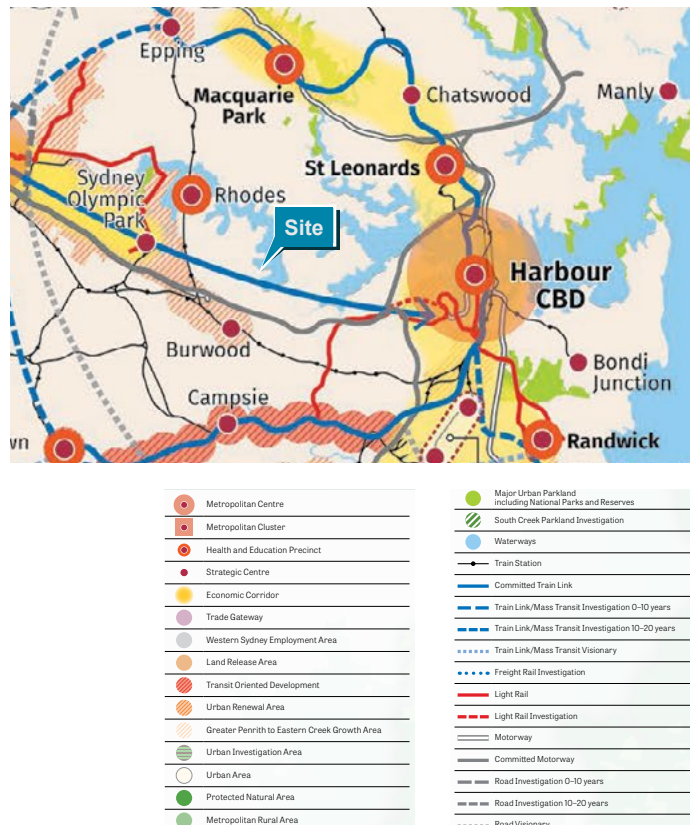 Epping
Macquarie
Park
Chatswood
Manly
St Leonards
Sydney
Olympic
Park
Rhodes
Site
Harbour
CBD
Burwood
Bondi
Junction
Campsie
wn
Randwick
Metropolitan Centre
Metropolitan Cluster
Health and Education Precinct
Strategic Centre
Economic Corridor
Trade Gateway
Western Sydney Employment Area
Land Release Area
Transit Oriented Development
Urban Renewal Area
Greater Penrith to Eastern Creek Growth Area
Urban Investigation Area
Urban Area
Protected Natural Area
Metropolitan Rural Area
Major Urban Parkland
including National Parks and Reserves
South Creek Parkland Investigation
Waterways
Train Station
Committed Train Link
Train Link/Mass Transit Investigation 0–10 years
Train Link/Mass Transit Investigation 10–20 years
Train Link/Mass Transit Visionary
Freight Rail Investigation
Light Rail
Light Rail Investigation
Motorway
Committed Motorway
Road Investigation 0–10 years
Road Investigation 10–20 years
Road Visionary